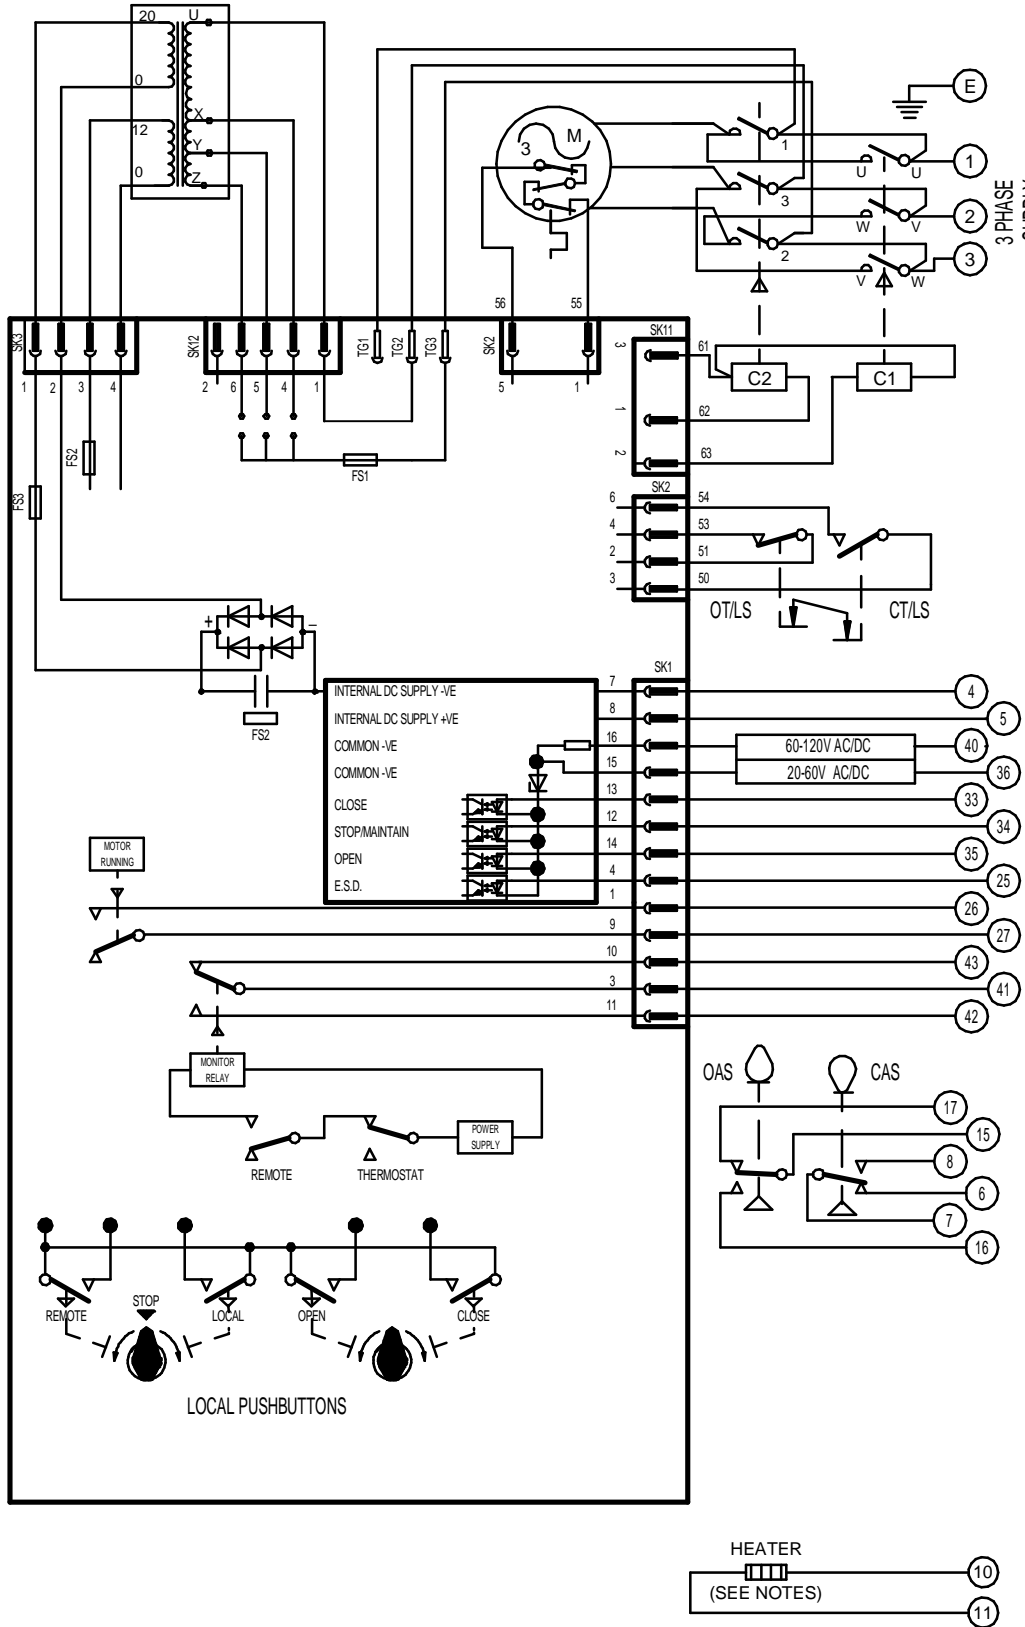 20
U
0
12
X
Y
0
Z
3
M
E
1
3
2
U
U
W
V
V
W
1
2
3
3 PHASE
SK3
1
2
3
4
SK12
2
6
5
4
1
TG1
TG2
TG3
56
55
SK2
5
1
SK11
3
61
1
62
2
63
C2
C1
FS1
FS2
FS3
SK2
6
54
4
53
2
51
3
50
OT/LS
CT/LS
+
–
FS2
SK1
INTERNAL DC SUPPLY -VE
7
4
INTERNAL DC SUPPLY +VE
8
5
COMMON -VE
16
60-120V AC/DC
40
COMMON -VE
15
20-60V AC/DC
36
CLOSE
13
33
STOP/MAINTAIN
12
34
OPEN
14
35
E.S.D.
4
25
1
26
9
27
10
43
3
41
11
42
MOTOR
RUNNING
MONITOR
RELAY
REMOTE
THERMOSTAT
POWER
SUPPLY
OAS
CAS
17
15
8
6
7
16
REMOTE
STOP
LOCAL
OPEN
CLOSE
LOCAL PUSHBUTTONS
HEATER
(SEE NOTES)
10
11